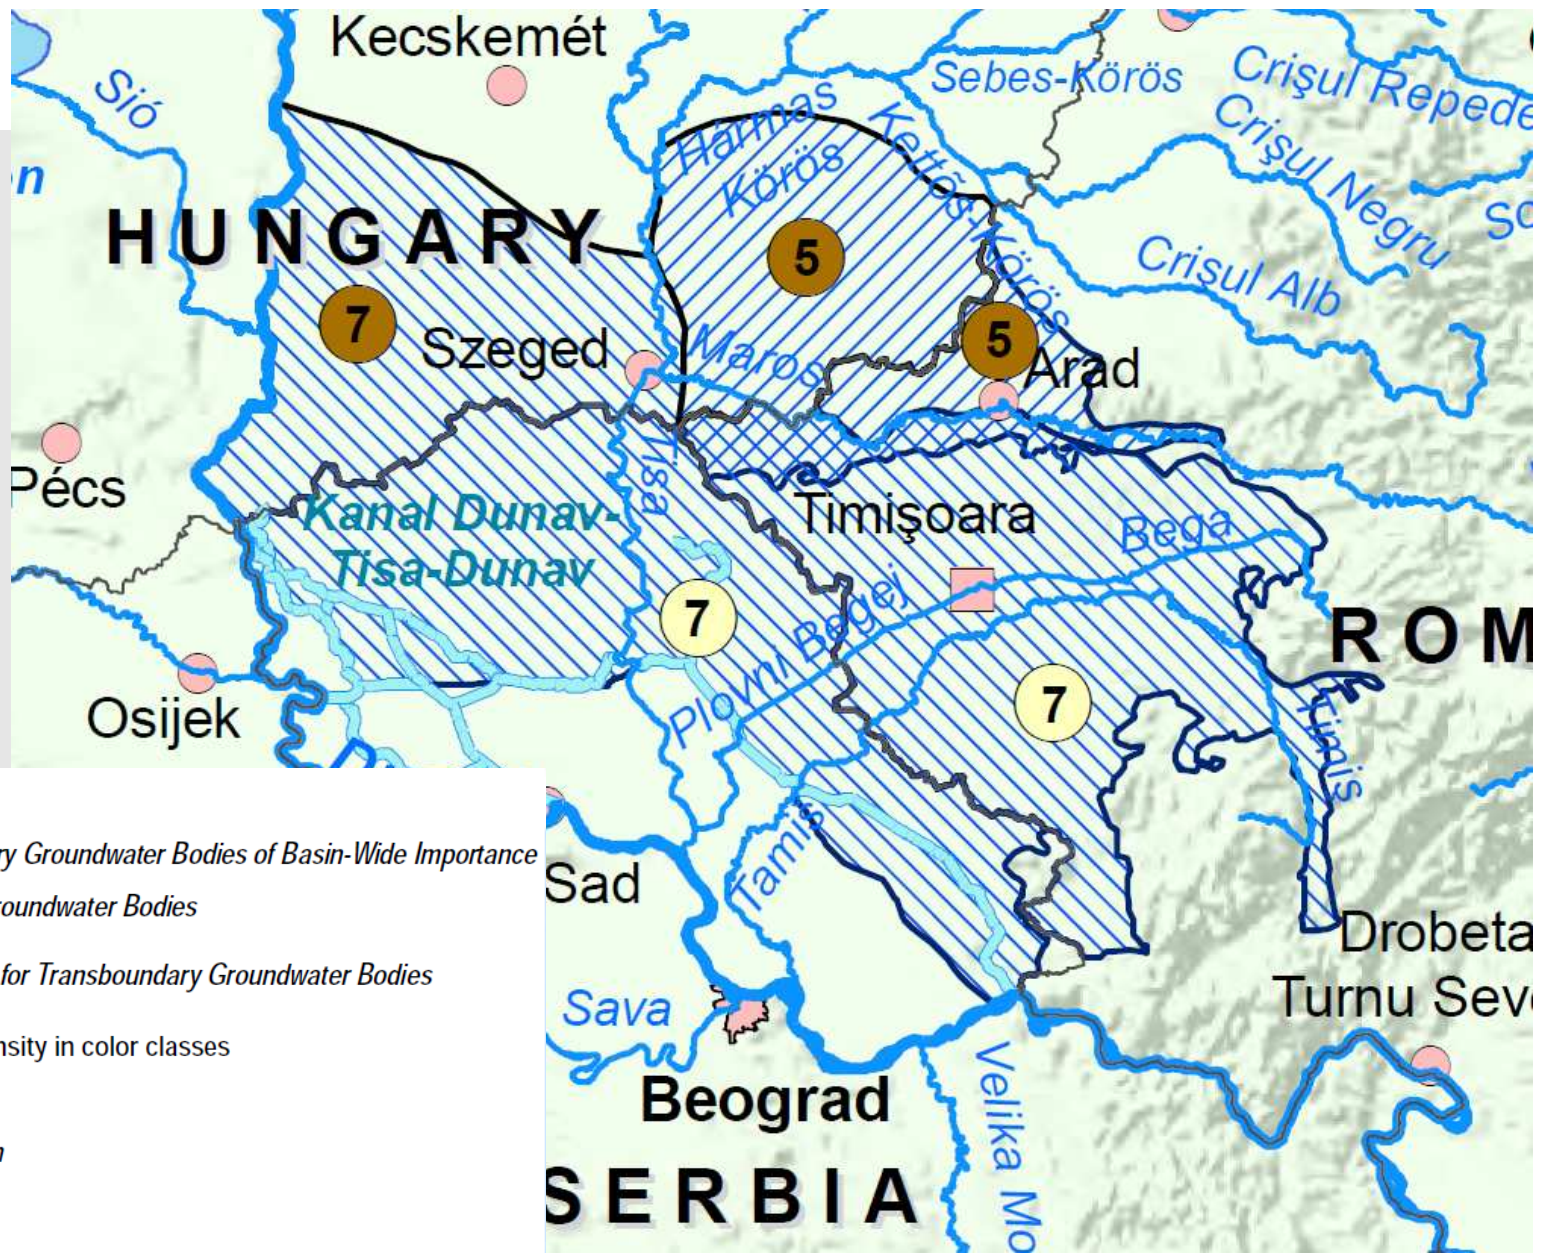 Kecskemét
Sió
Sebes-Körös
Crişul Repede
Hármas
Körös
Kettős-Körös
Crişul Negru
n
HUNGARY
5
Crişul Alb
7
Szeged
Maros
5
Arad
Pécs
Tisa
Kanal Dunav-
Tisa-Dunav
Timişoara
Bega
7
Plovni Begej
ROM
7
Osijek
Timiş
Tamiš
ry Groundwater Bodies of Basin-Wide Importance
Sad
roundwater Bodies
Drobeta
for Transboundary Groundwater Bodies
Turnu Seve
Sava
nsity in color classes
Velika Mo
Beograd
n
SERBIA